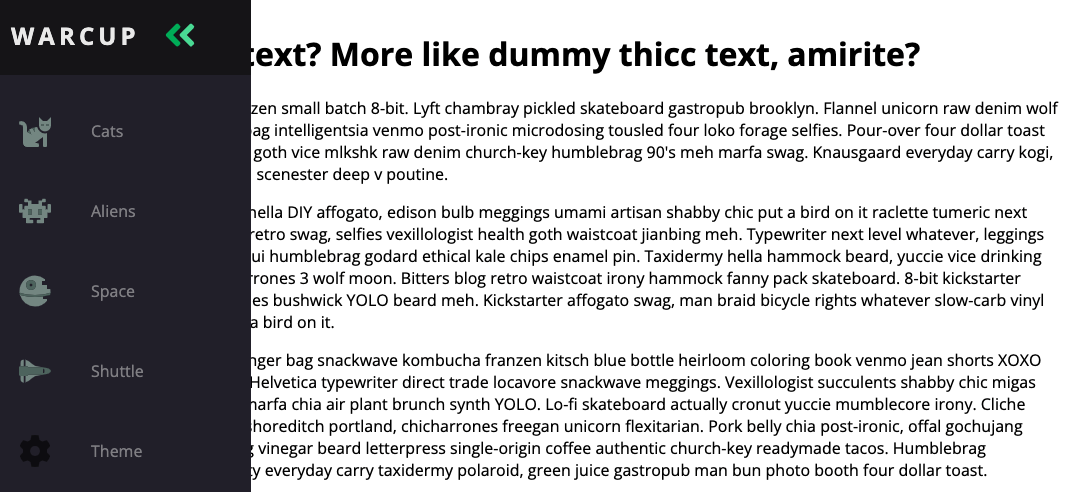 WARCUP
Cats
Aliens
Space
Shuttle
Theme
text? More like dummy thicc text, amirite?
small batch 8-bit. Lyft chambray pickled skateboard gastropub brooklyn. Flannel unicorn raw denim wolf
intelligentsia venmo post-ironic microdosing tousled four loko forage selfies. Pour-over four dollar toast
goth vice mlkshk raw denim church-key humblebrag 90's meh marfa swag. Knausgaard everyday carry kogi,
scenester deep v poutine.
DIY affogato, edison bulb meggings umami artisan shabby chic put a bird on it raclette tumeric next
retro swag, selfies vexillologist health goth waistcoat jianbing meh. Typewriter next level whatever, leggings
humblebrag godard ethical kale chips enamel pin. Taxidermy hella hammock beard, yuccie vice drinking
3 wolf moon. Bitters blog retro waistcoat irony hammock fanny pack skateboard. 8-bit kickstarter
bushwick YOLO beard meh. Kickstarter affogato swag, man braid bicycle rights whatever slow-carb vinyl
a bird on it.
bag snackwave kombucha franzen kitsch blue bottle heirloom coloring book venmo jean shorts XOXO
Helvetica typewriter direct trade locavore snackwave meggings. Vexillologist succulents shabby chic migas
marfa chia air plant brunch synth YOLO. Lo-fi skateboard actually cronut yuccie mumblecore irony. Cliche
shoreditch portland, chicharrones freegan unicorn flexitarian. Pork belly chia post-ironic, offal gochujang
vinegar beard letterpress single-origin coffee authentic church-key readymade tacos. Humblebrag
everyday carry taxidermy polaroid, green juice gastropub man bun photo booth four dollar toast.